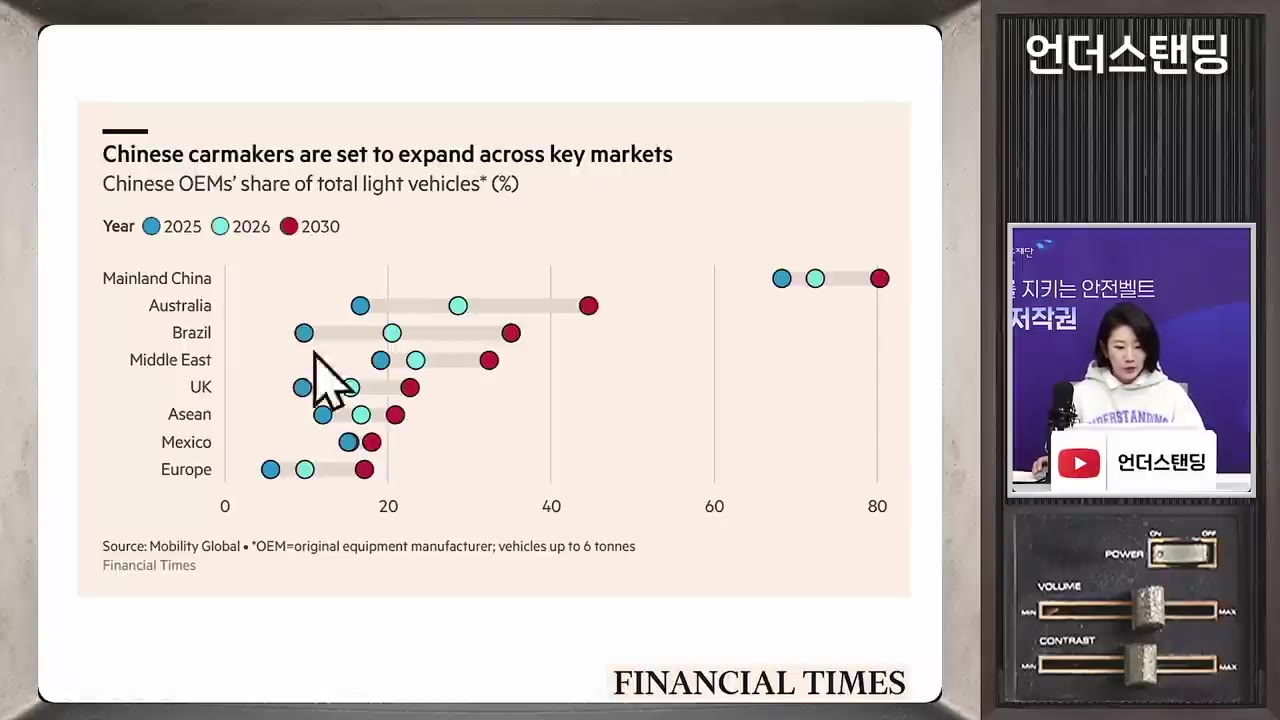 언더스탠딩
Chinese carmakers are set to expand across key markets
Chinese OEMs' share of total light vehicles* (%)
Year 2025 2026 2030
Mainland China
Australia
Brazil
Middle East
UK
Asean
Mexico
Europe
0 20 40 60 80
Source: Mobility Global • *OEM=original equipment manufacturer; vehicles up to 6 tonnes
Financial Times
FINANCIAL TIMES
재단
를 지키는 안전벨트
저작권
UNDERSTANDING
언더스탠딩
ON OFF
POWER
VOLUME
MIN MAX
CONTRAST
MIN MAX